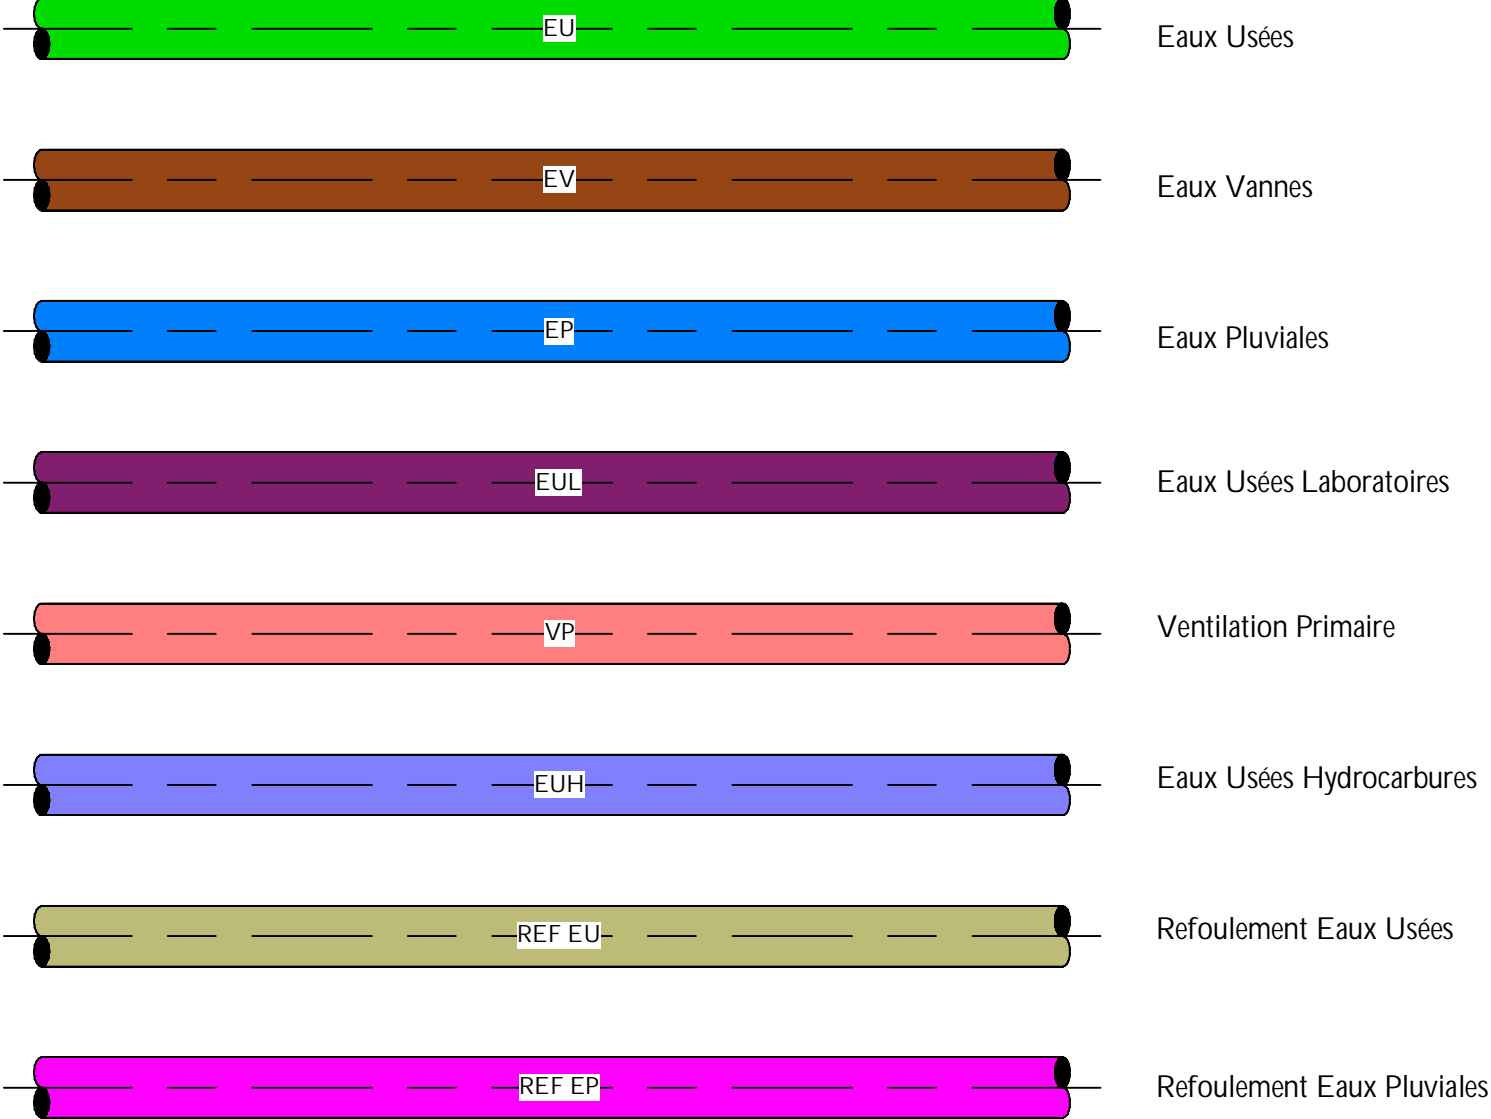 EU Eaux Usées
EV Eaux Vannes
EP Eaux Pluviales
EUL Eaux Usées Laboratoires
VP Ventilation Primaire
EUH Eaux Usées Hydrocarbures
REF EU Refoulement Eaux Usées
REF EP Refoulement Eaux Pluviales